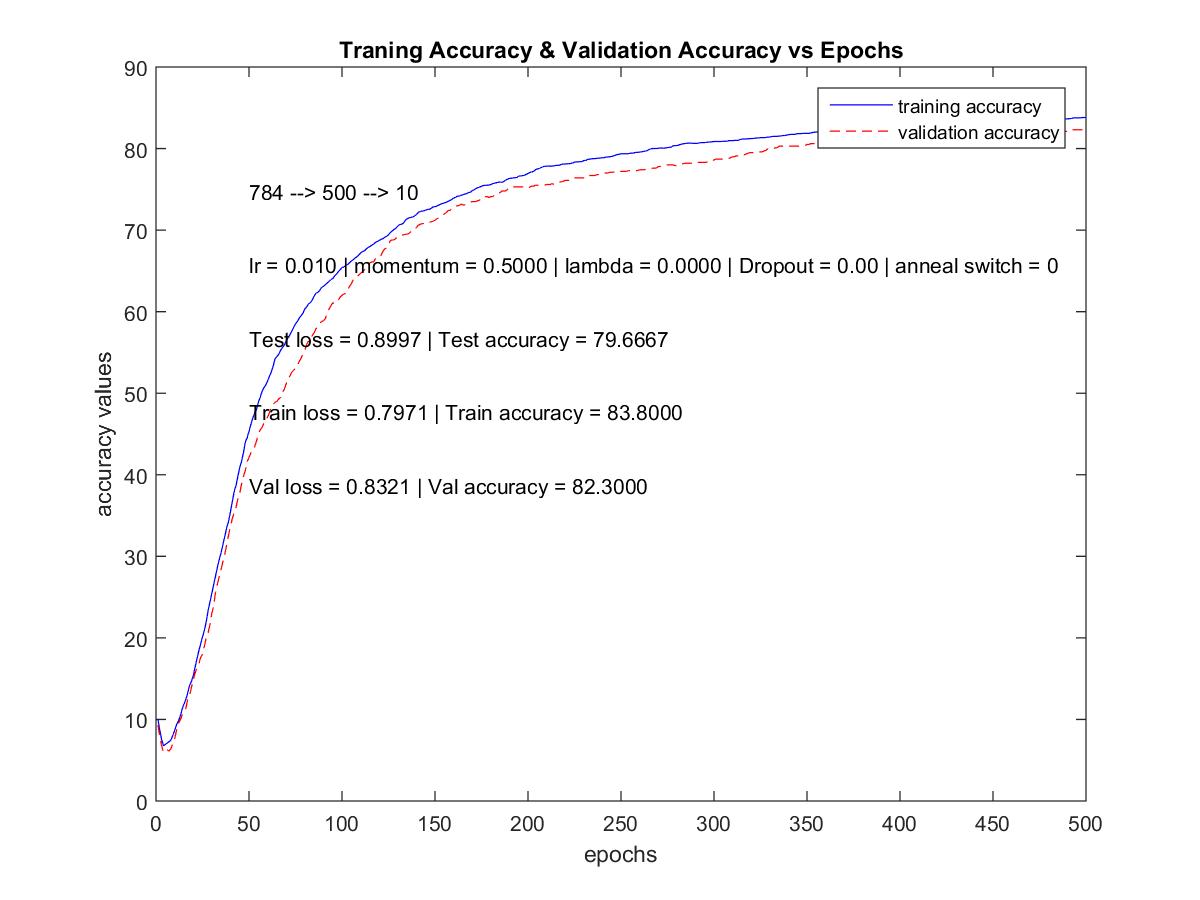 Traning Accuracy & Validation Accuracy vs Epochs
90
80
70
60
50
40
30
20
10
0
accuracy values
training accuracy
validation accuracy
784 --> 500 --> 10
lr = 0.010 | momentum = 0.5000 | lambda = 0.0000 | Dropout = 0.00 | anneal switch = 0
Test loss = 0.8997 | Test accuracy = 79.6667
Train loss = 0.7971 | Train accuracy = 83.8000
Val loss = 0.8321 | Val accuracy = 82.3000
0 50 100 150 200 250 300 350 400 450 500
epochs